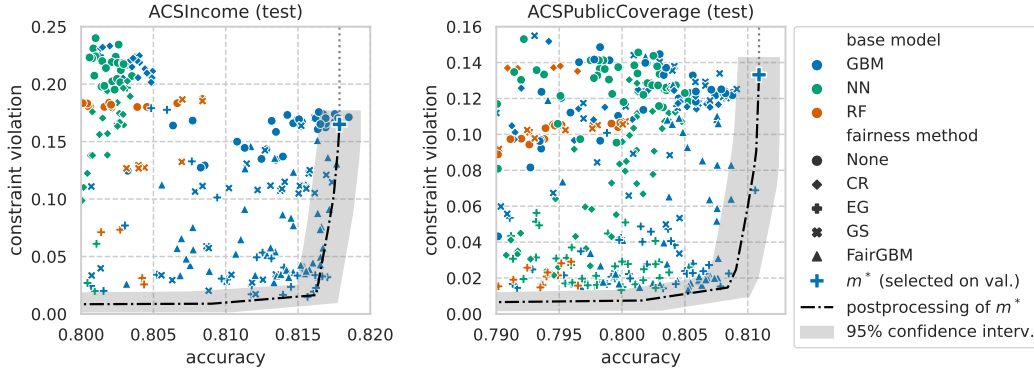 ACSIncome (test)
constraint violation
0.25
0.20
0.15
0.10
0.05
0.00
0.800
0.805
0.810
0.815
0.820
accuracy
ACSPublicCoverage (test)
constraint violation
0.16
0.14
0.12
0.10
0.08
0.06
0.04
0.02
0.00
0.790
0.795
0.800
0.805
0.810
accuracy
base model
GBM
NN
RF
fairness method
None
CR
EG
GS
FairGBM
m* (selected on val.)
postprocessing of m*
95% confidence interv.